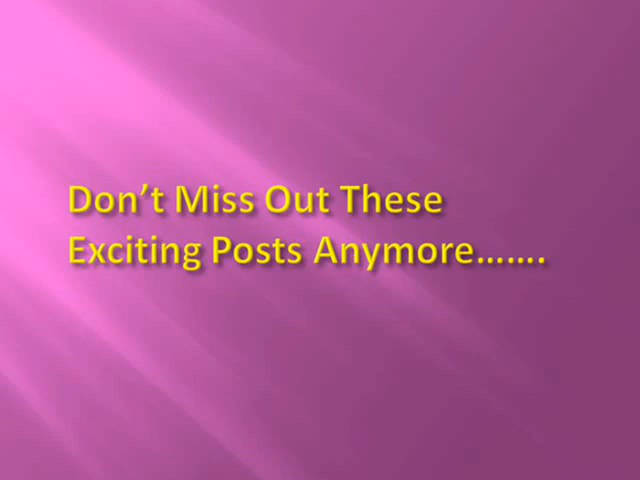 Don’t Miss Out These
Exciting Posts Anymore…….